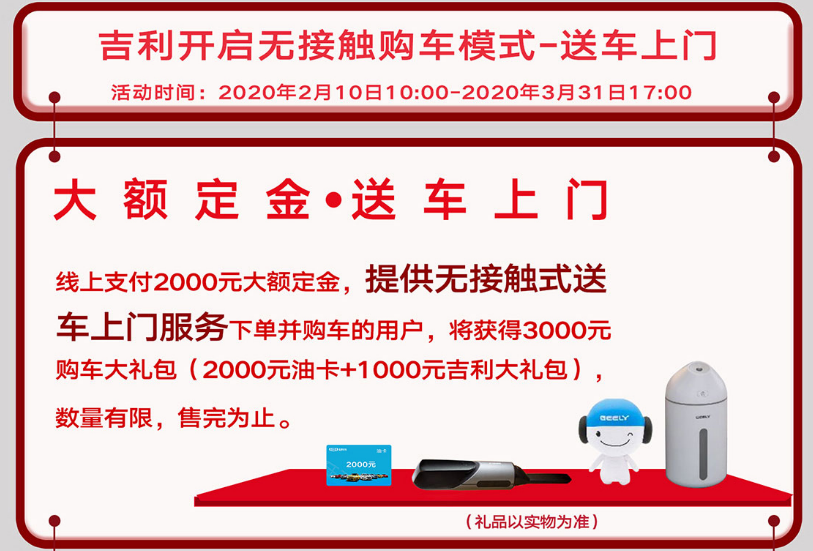 吉利开启无接触购车模式-送车上门
活动时间：2020年2月10日10:00-2020年3月31日17:00
大额定金•送车上门
线上支付2000元大额定金，提供无接触式送
车上门服务下单并购车的用户，将获得3000元
购车大礼包（2000元油卡+1000元吉利大礼包），
数量有限，售完为止。
GEELY
2000元
（礼品以实物为准）